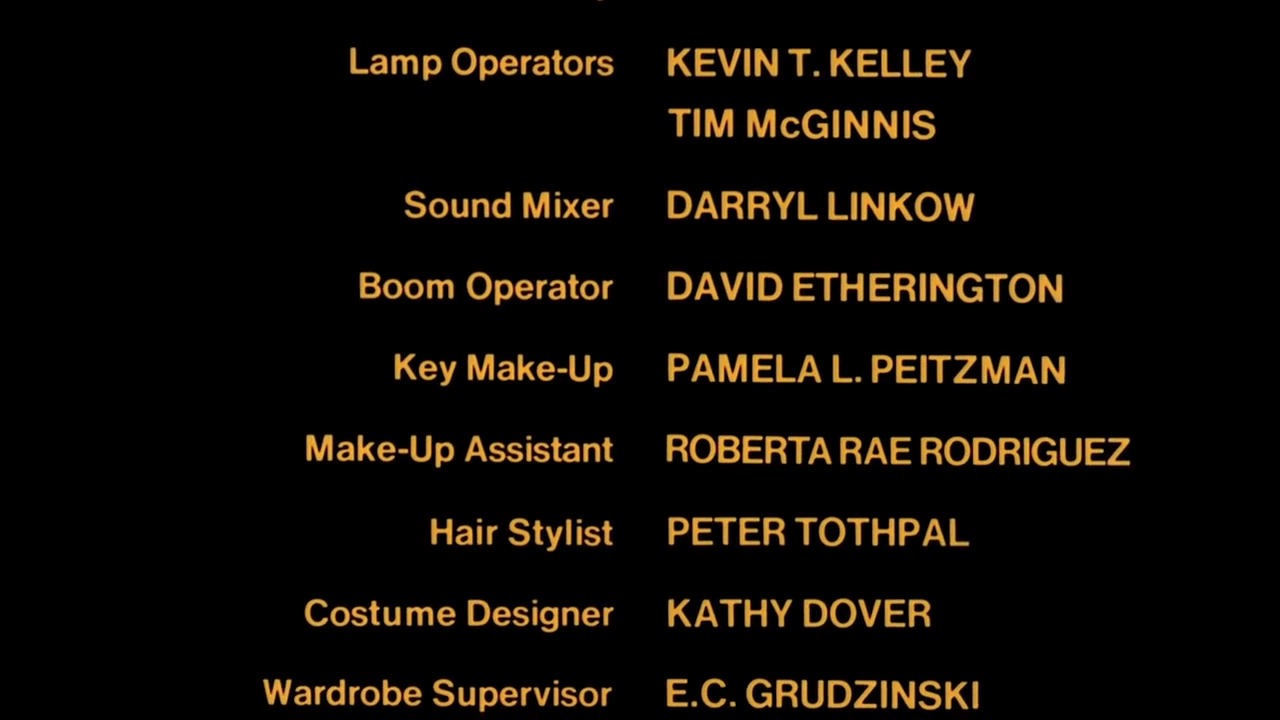 Lamp Operators KEVIN T. KELLEY
TIM McGINNIS
Sound Mixer DARRYL LINKOW
Boom Operator DAVID ETHERINGTON
Key Make-Up PAMELA L. PEITZMAN
Make-Up Assistant ROBERTA RAE RODRIGUEZ
Hair Stylist PETER TOTHPAL
Costume Designer KATHY DOVER
Wardrobe Supervisor E.C. GRUDZINSKI